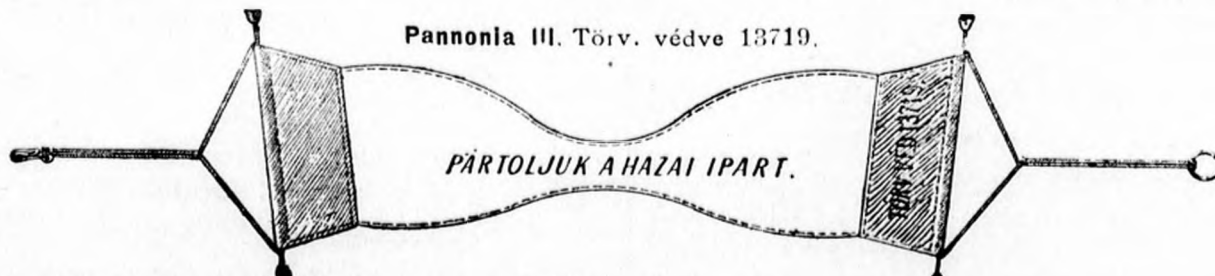 Pannonia III. Törv. védve 13719.
PÁRTOLJUK A HAZAI IPART.
TÖRV. VÉD. 13719.